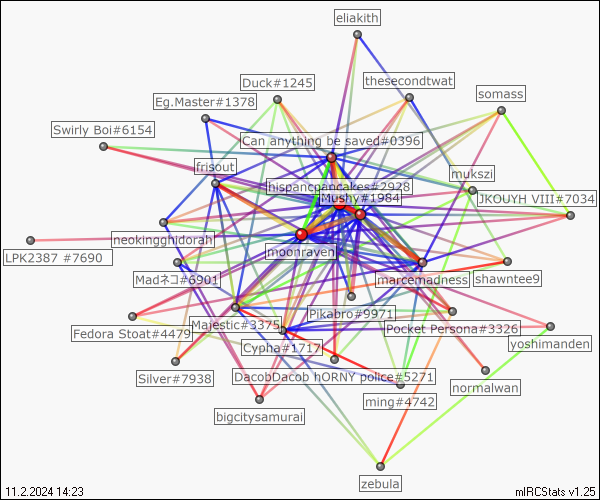 eliakith
thesecondtwat
Duck#1245
somass
Eg.Master#1378
Swirly Boi#6154
Can anything be saved#0396
frisout
mukszi
hispancpancakes#2928
Mushy#1984
JKOUYH VIII#7034
neokingghidorah
moonraven
LPK2387 #7690
Madネコ#6901
marcemadness
shawntee9
Pikabro#9971
Fedora Stoat#4479
Majestic#3375
Pocket Persona#3326
yoshimanden
Cypha#1717
Silver#7938
DacobDacob hORNY police#5271
normalwan
ming#4742
bigcitysamurai
zebula
11.2.2024 14:23
mIRCStats v1.25